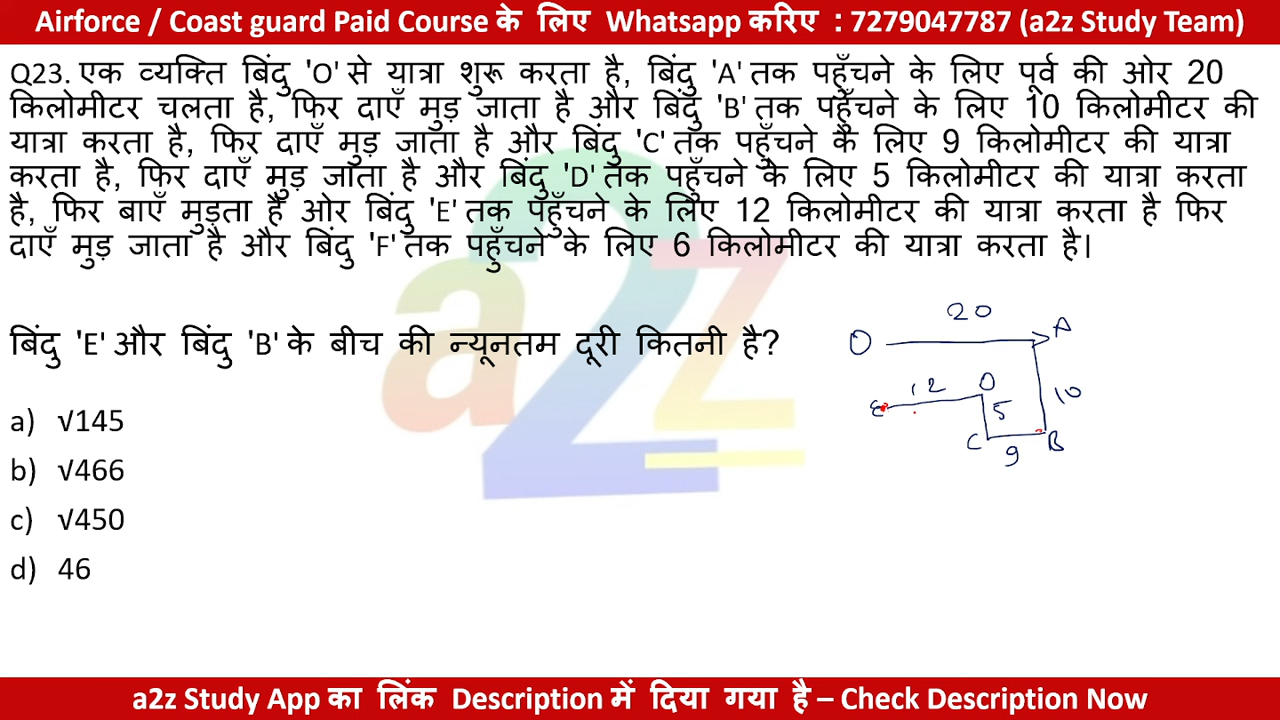 Airforce / Coast guard Paid Course के लिए Whatsapp करिए : 7279047787 (a2z Study Team)
Q23. एक व्यक्ति बिंदु 'O' से यात्रा शुरू करता है, बिंदु 'A' तक पहुँचने के लिए पूर्व की ओर 20
किलोमीटर चलता है, फिर दाएँ मुड़ जाता है और बिंदु 'B' तक पहुँचने के लिए 10 किलोमीटर की
यात्रा करता है, फिर दाएँ मुड़ जाता है और बिंदु 'C' तक पहुँचने के लिए 9 किलोमीटर की यात्रा
करता है, फिर दाएँ मुड़ जाता है और बिंदु 'D' तक पहुँचने के लिए 5 किलोमीटर की यात्रा करता
है, फिर बाएँ मुड़ता है ओर बिंदु 'E' तक पहुँचने के लिए 12 किलोमीटर की यात्रा करता है फिर
दाएँ मुड़ जाता है और बिंदु 'F' तक पहुँचने के लिए 6 किलोमीटर की यात्रा करता है।
बिंदु 'E' और बिंदु 'B' के बीच की न्यूनतम दूरी कितनी है?
a) √145
b) √466
c) √450
d) 46
20
O A
12 D
E 5 10
C 9 B
a2z
a2z Study App का लिंक Description में दिया गया है – Check Description Now